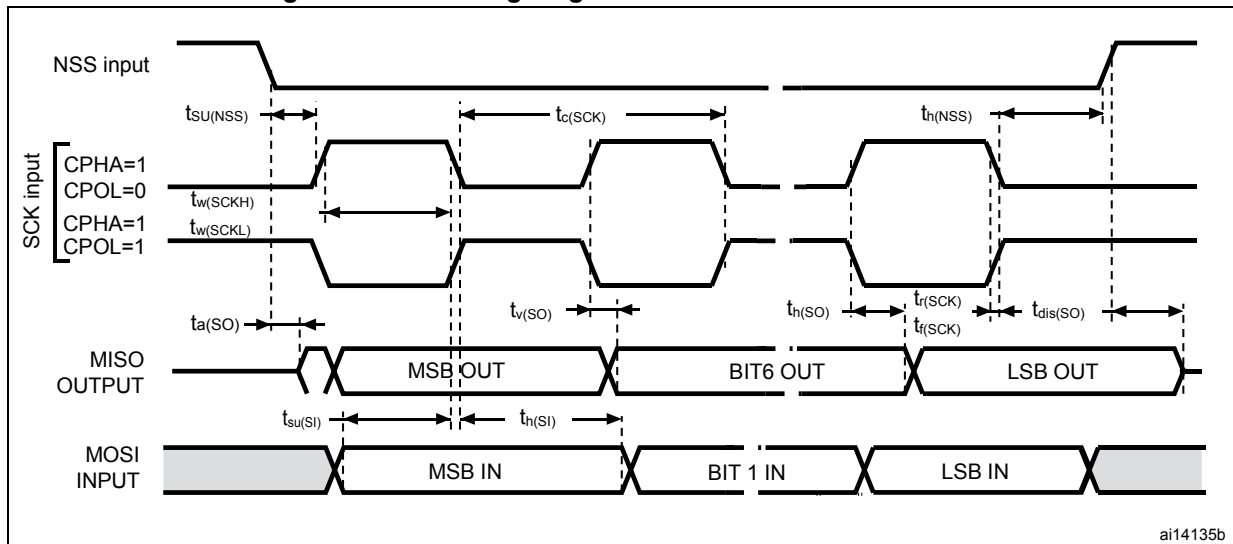 NSS input
tSU(NSS)
tc(SCK)
th(NSS)
SCK input
CPHA=1
CPOL=0
tw(SCKH)
CPHA=1
tw(SCKL)
CPOL=1
ta(SO)
tv(SO)
th(SO)
tr(SCK)
tf(SCK)
tdis(SO)
MISO
OUTPUT
MSB OUT
BIT6 OUT
LSB OUT
tsu(SI)
th(SI)
MOSI
INPUT
MSB IN
BIT 1 IN
LSB IN
ai14135b